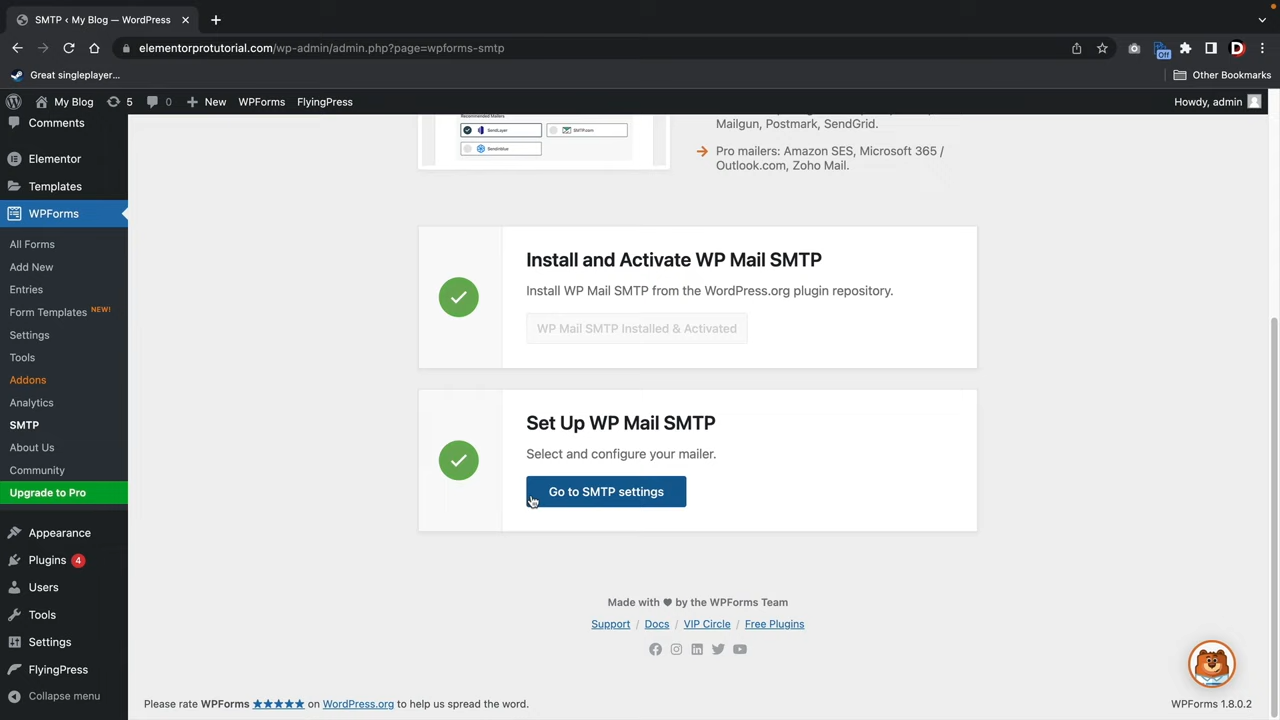 SMTP < My Blog — WordPress
elementorprotutorial.com/wp-admin/admin.php?page=wpforms-smtp
Off
D
Great singleplayer...
Other Bookmarks
My Blog
5
0
New
WPForms
FlyingPress
Howdy, admin
Comments
Elementor
Templates
WPForms
All Forms
Add New
Entries
Form Templates NEW!
Settings
Tools
Addons
Analytics
SMTP
About Us
Community
Upgrade to Pro
Appearance
Plugins 4
Users
Tools
Settings
FlyingPress
Collapse menu
Recommended Mailers
SendLayer
SMTP.com
Sendinblue
Mailgun, Postmark, SendGrid.
Pro mailers: Amazon SES, Microsoft 365 /
Outlook.com, Zoho Mail.
Install and Activate WP Mail SMTP
Install WP Mail SMTP from the WordPress.org plugin repository.
WP Mail SMTP Installed & Activated
Set Up WP Mail SMTP
Select and configure your mailer.
Go to SMTP settings
Made with ♥ by the WPForms Team
Support / Docs / VIP Circle / Free Plugins
Please rate WPForms ★★★★★ on WordPress.org to help us spread the word.
WPForms 1.8.0.2